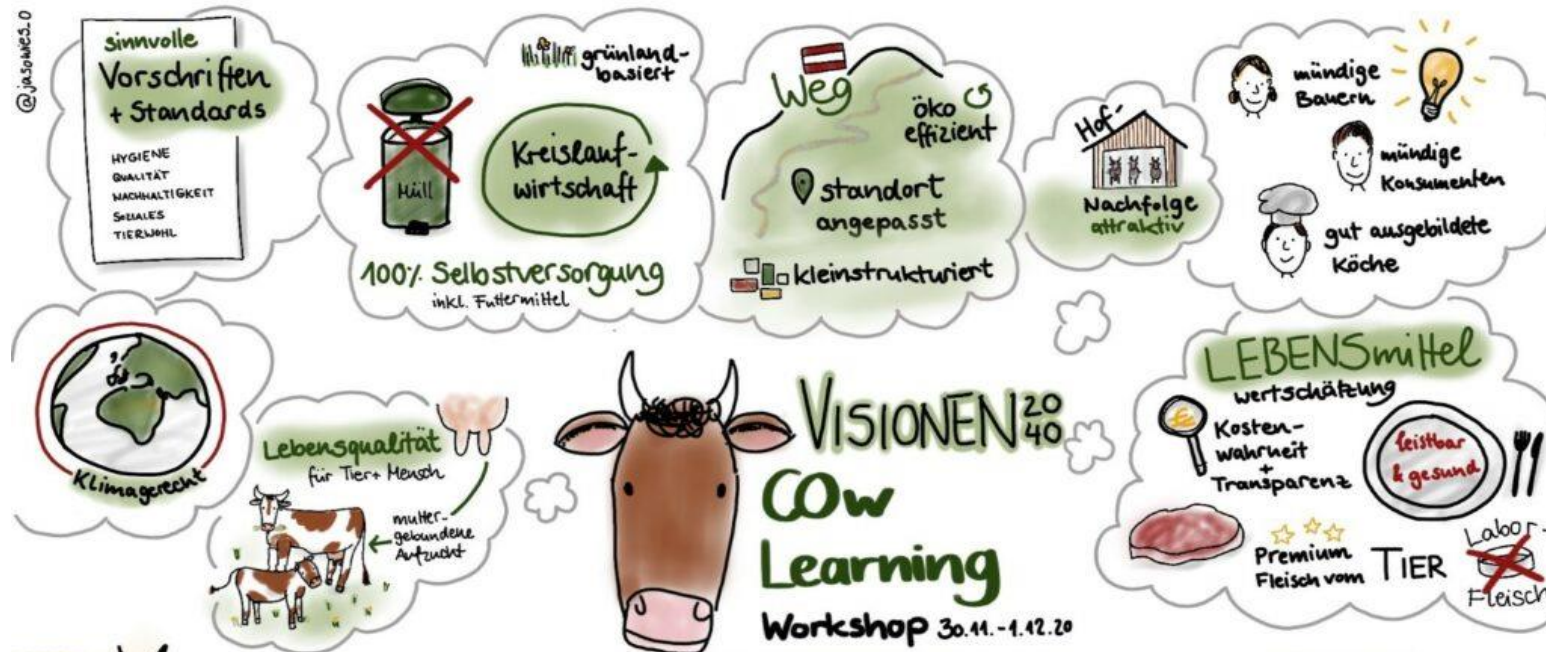 @jasowies_0
sinnvolle
Vorschriften
+ Standards
HYGIENE
QUALITÄT
NACHHALTIGKEIT
SOZIALES
TIERWOHL
grünland-
basiert
Müll
Kreislauf-
wirtschaft
100% Selbstversorgung
inkl. Futtermittel
Weg
öko
effizient
standort
angepasst
kleinstrukturiert
Hof-
Nachfolge
attraktiv
mündige
Bauern
mündige
Konsumenten
gut ausgebildete
Köche
Klimagerecht
Lebensqualität
für Tier+ Mensch
mutter-
gebundene
Aufzucht
VISIONEN 20
40
COw
Learning
Workshop 30.11.-1.12.20
LEBENSmittel
wertschätzung
€
Kosten-
wahrheit
+
Transparenz
leistbar
& gesund
Premium
Fleisch vom TIER
Labor-
Fleisch